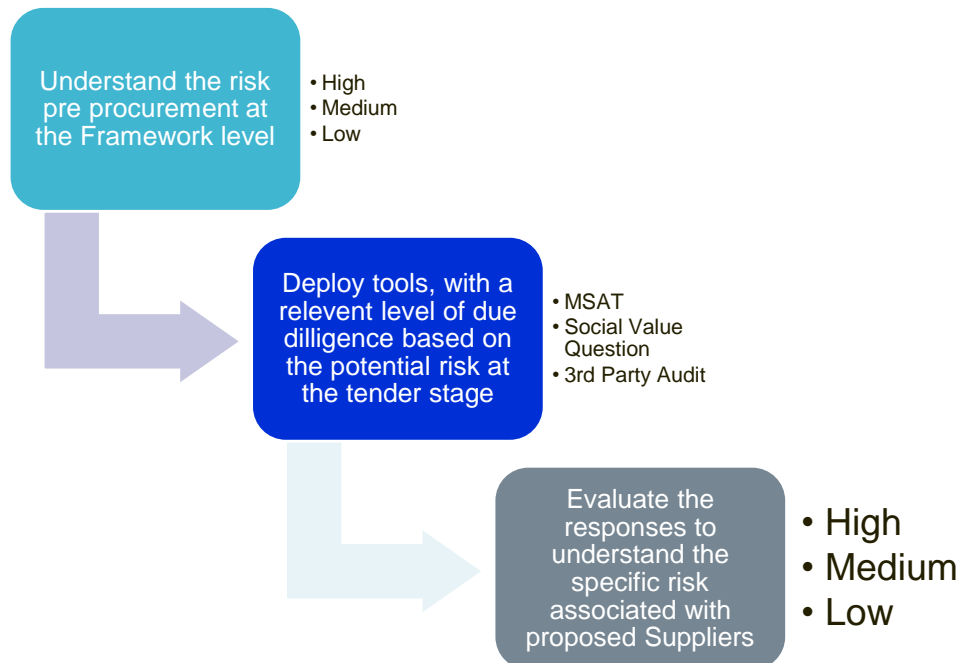 Understand the risk
pre procurement at
the Framework level
• High
• Medium
• Low
Deploy tools, with a
relevent level of due
dilligence based on
the potential risk at
the tender stage
• MSAT
• Social Value
Question
• 3rd Party Audit
Evaluate the
responses to
understand the
specific risk
associated with
proposed Suppliers
• High
• Medium
• Low